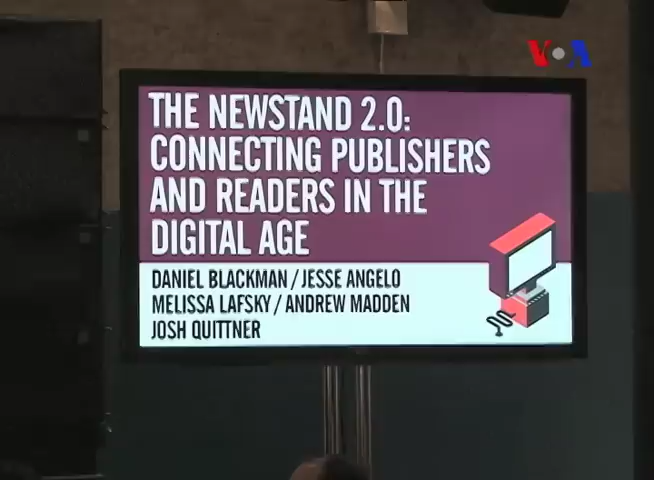 VOA
THE NEWSTAND 2.0:
CONNECTING PUBLISHERS
AND READERS IN THE
DIGITAL AGE
DANIEL BLACKMAN / JESSE ANGELO
MELISSA LAFSKY / ANDREW MADDEN
JOSH QUITTNER